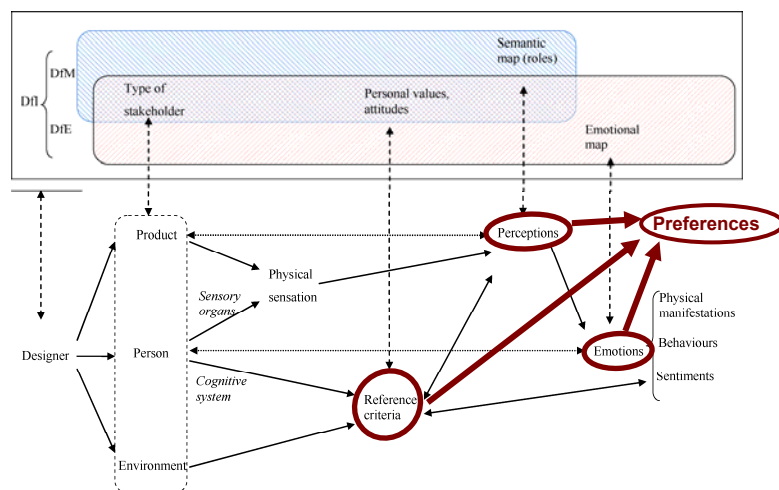 Semantic
map (roles)
DfM
Type of
stakeholder
Personal values,
attitudes
DfI
DfE
Emotional
map
Product
Perceptions
Preferences
Physical
sensation
Sensory
organs
Physical
manifestations
Designer
Person
Emotions
Behaviours
Cognitive
system
Sentiments
Reference
criteria
Environment